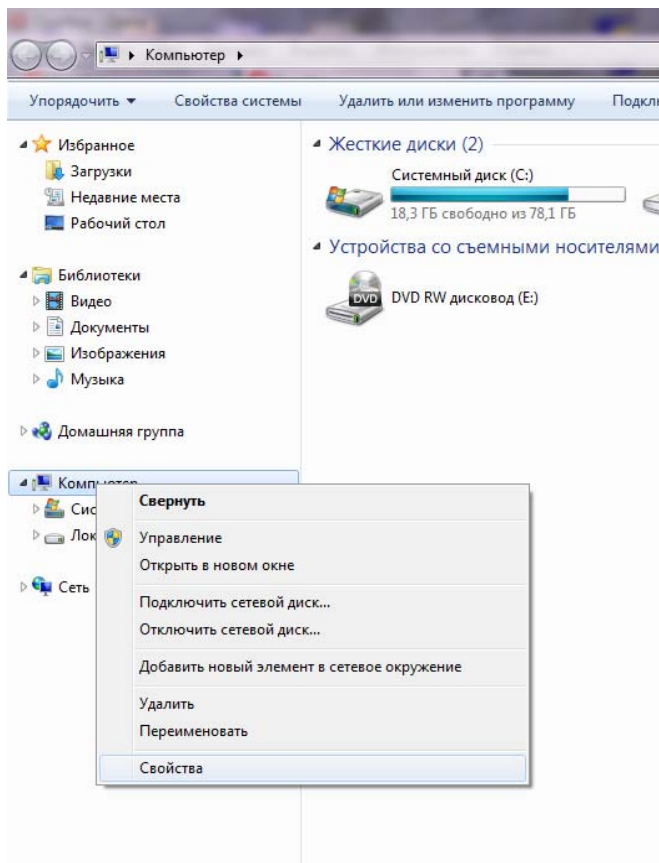 Компьютер
Упорядочить
Свойства системы
Удалить или изменить программу
Избранное
Загрузки
Недавние места
Рабочий стол
Библиотеки
Видео
Документы
Изображения
Музыка
Домашняя группа
Компьютер
Сис
Лок
Сеть
Жесткие диски (2)
Системный диск (C:)
18,3 ГБ свободно из 78,1 ГБ
Устройства со съемными носителями
DVD
DVD RW дисковод (E:)
Свернуть
Управление
Открыть в новом окне
Подключить сетевой диск...
Отключить сетевой диск...
Добавить новый элемент в сетевое окружение
Удалить
Переименовать
Свойства